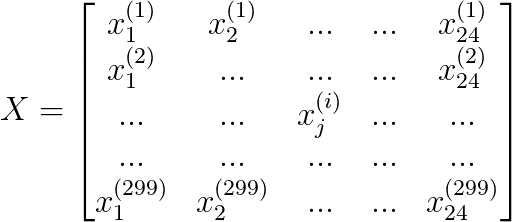 x_1^{(1)} x_2^{(1)} ... ... x_{24}^{(1)}
x_1^{(2)} ... ... ... x_{24}^{(2)}
X = ... ... x_j^{(i)} ... ...
... ... ... ... ...
x_1^{(299)} x_2^{(299)} ... ... x_{24}^{(299)}